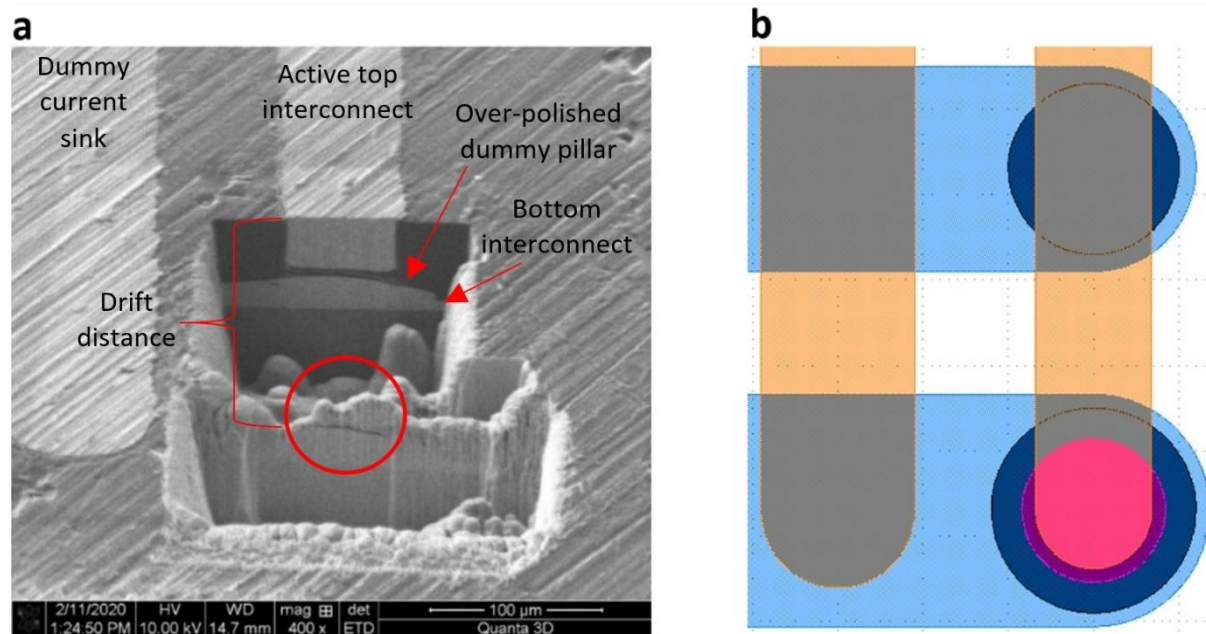 a
Dummy
current
sink
Active top
interconnect
Over-polished
dummy pillar
Bottom
interconnect
Drift
distance
2/11/2020
1:24:50 PM
HV
10.00 kV
WD
14.7 mm
mag
400 x
det
ETD
100 µm
Quanta 3D
b